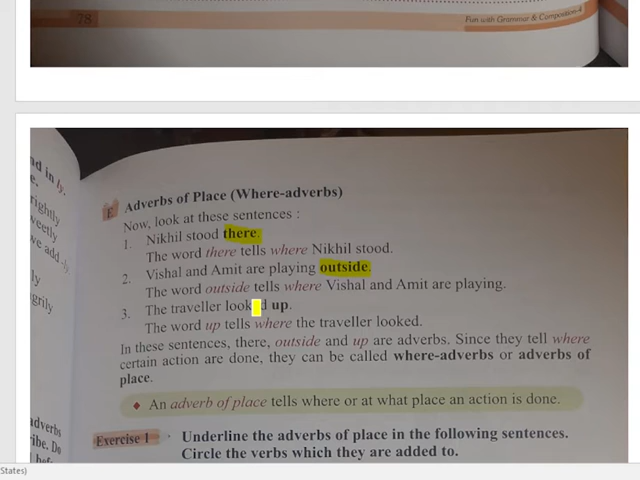 78
Fun with Grammar & Composition-4
E Adverbs of Place (Where-adverbs)
Now, look at these sentences :
1. Nikhil stood there.
The word there tells where Nikhil stood.
2. Vishal and Amit are playing outside.
The word outside tells where Vishal and Amit are playing.
3. The traveller looked up.
The word up tells where the traveller looked.
In these sentences, there, outside and up are adverbs. Since they tell where
certain action are done, they can be called where-adverbs or adverbs of
place.
An adverb of place tells where or at what place an action is done.
Exercise 1
Underline the adverbs of place in the following sentences.
Circle the verbs which they are added to.
States)